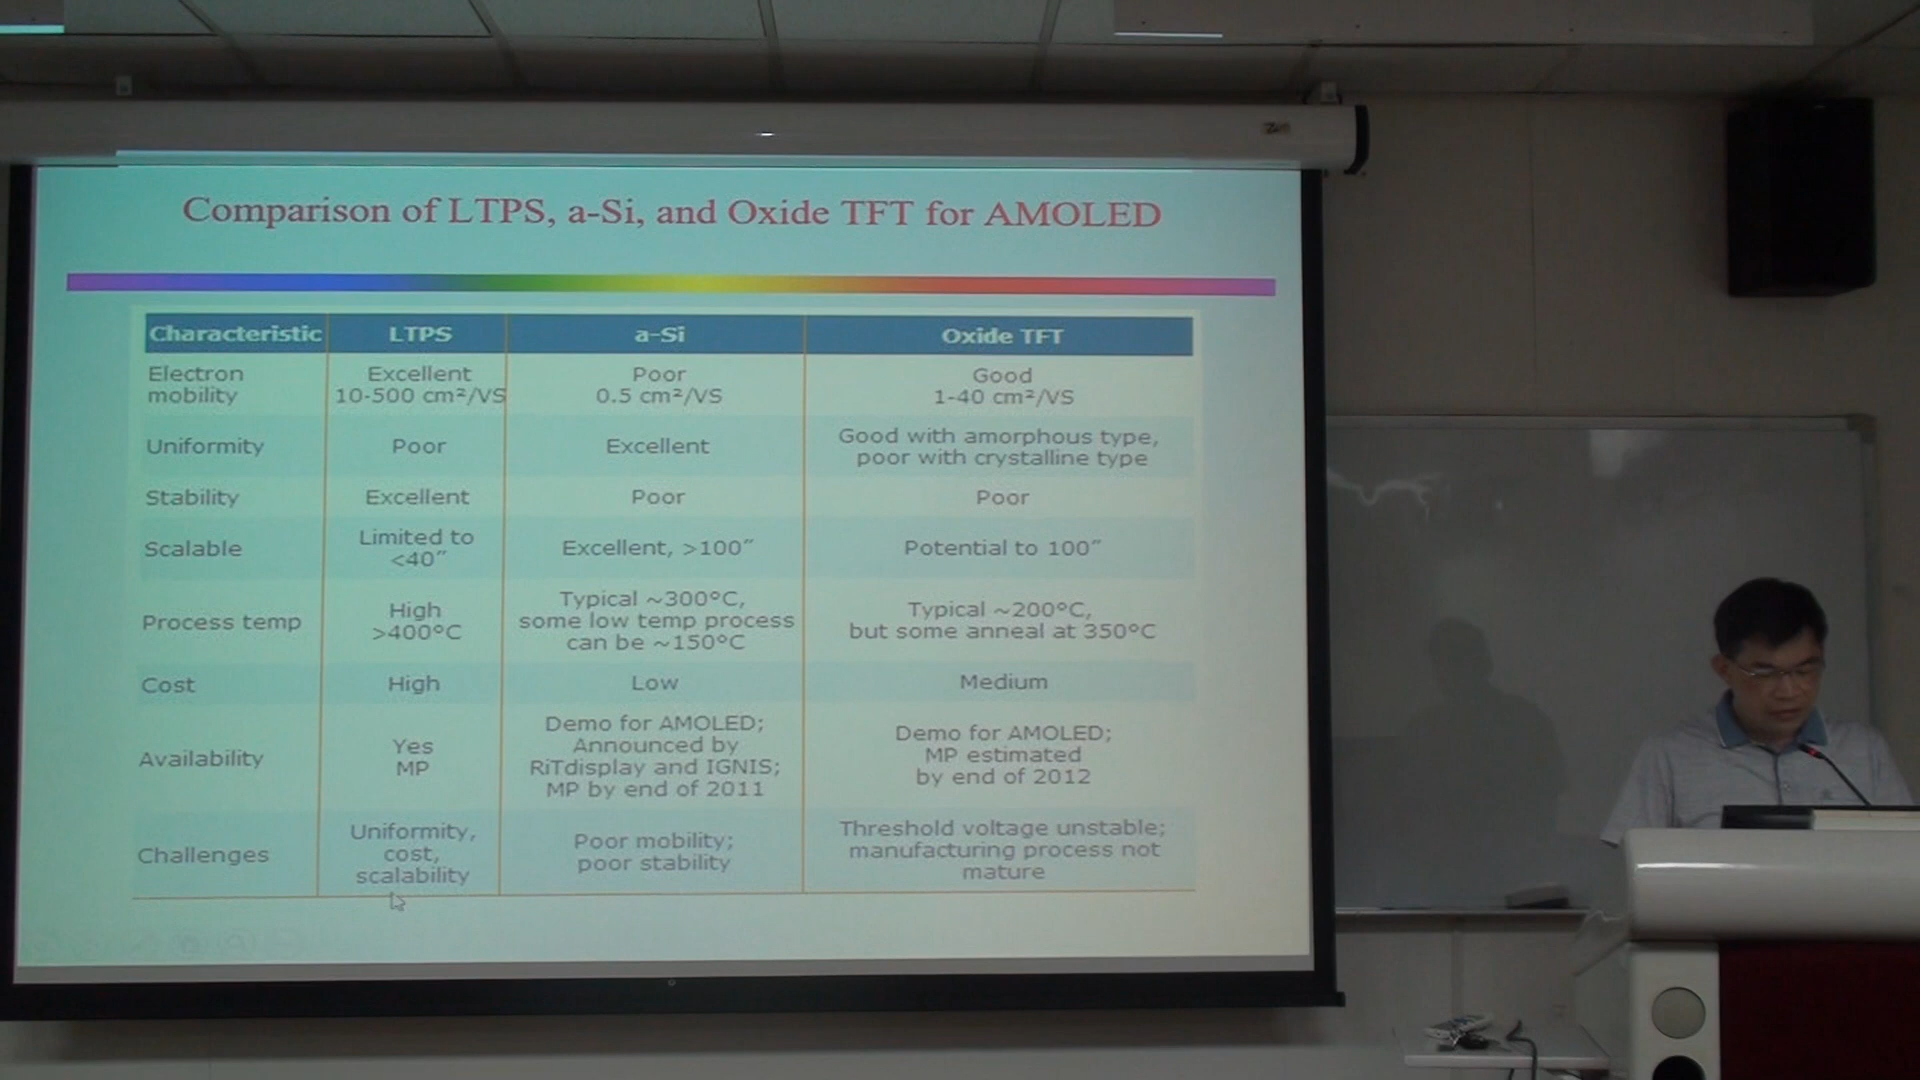 Comparison of LTPS, a-Si, and Oxide TFT for AMOLED
Characteristic
LTPS
a-Si
Oxide TFT
Electron
mobility
Excellent
10-500 cm²/VS
Poor
0.5 cm²/VS
Good
1-40 cm²/VS
Uniformity
Poor
Excellent
Good with amorphous type,
poor with crystalline type
Stability
Excellent
Poor
Poor
Scalable
Limited to
<40″
Excellent, >100″
Potential to 100″
Process temp
High
>400°C
Typical ~300°C,
some low temp process
can be ~150°C
Typical ~200°C,
but some anneal at 350°C
Cost
High
Low
Medium
Availability
Yes
MP
Demo for AMOLED;
Announced by
RiTdisplay and IGNIS;
MP by end of 2011
Demo for AMOLED;
MP estimated
by end of 2012
Challenges
Uniformity,
cost,
scalability
Poor mobility;
poor stability
Threshold voltage unstable;
manufacturing process not
mature